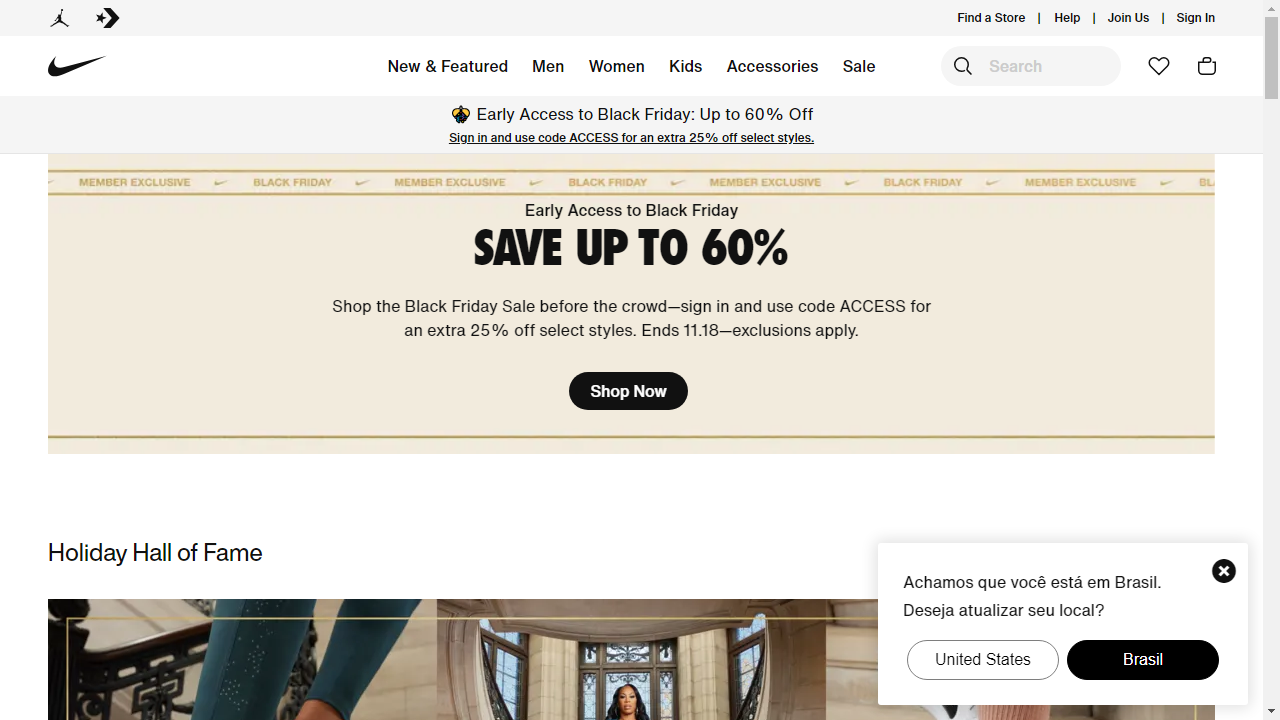 Find a Store | Help | Join Us | Sign In
New & Featured Men Women Kids Accessories Sale Search
Early Access to Black Friday: Up to 60% Off
Sign in and use code ACCESS for an extra 25% off select styles.
MEMBER EXCLUSIVE BLACK FRIDAY MEMBER EXCLUSIVE BLACK FRIDAY MEMBER EXCLUSIVE BLACK FRIDAY MEMBER EXCLUSIVE BL
Early Access to Black Friday
SAVE UP TO 60%
Shop the Black Friday Sale before the crowd—sign in and use code ACCESS for
an extra 25% off select styles. Ends 11.18—exclusions apply.
Shop Now
Holiday Hall of Fame
Achamos que você está em Brasil.
Deseja atualizar seu local?
United States Brasil